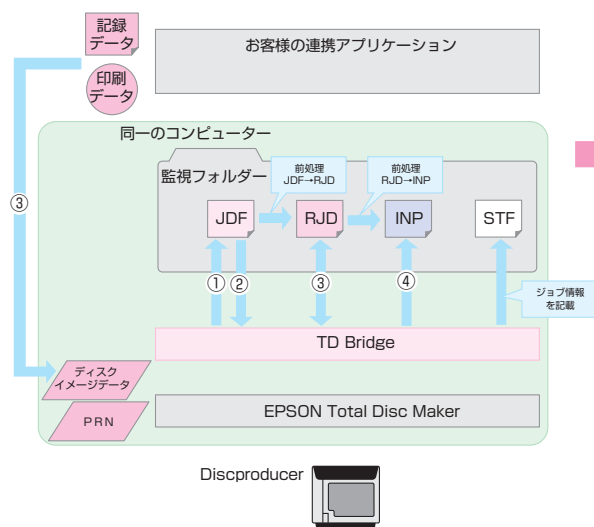 記録
データ
お客様の連携アプリケーション
印刷
データ
同一のコンピューター
監視フォルダー
前処理
JDF→RJD
前処理
RJD→INP
③
JDF
RJD
INP
STF
①
②
③
④
ジョブ情報
を記載
TD Bridge
ディスク
イメージデータ
PRN
EPSON Total Disc Maker
Discproducer